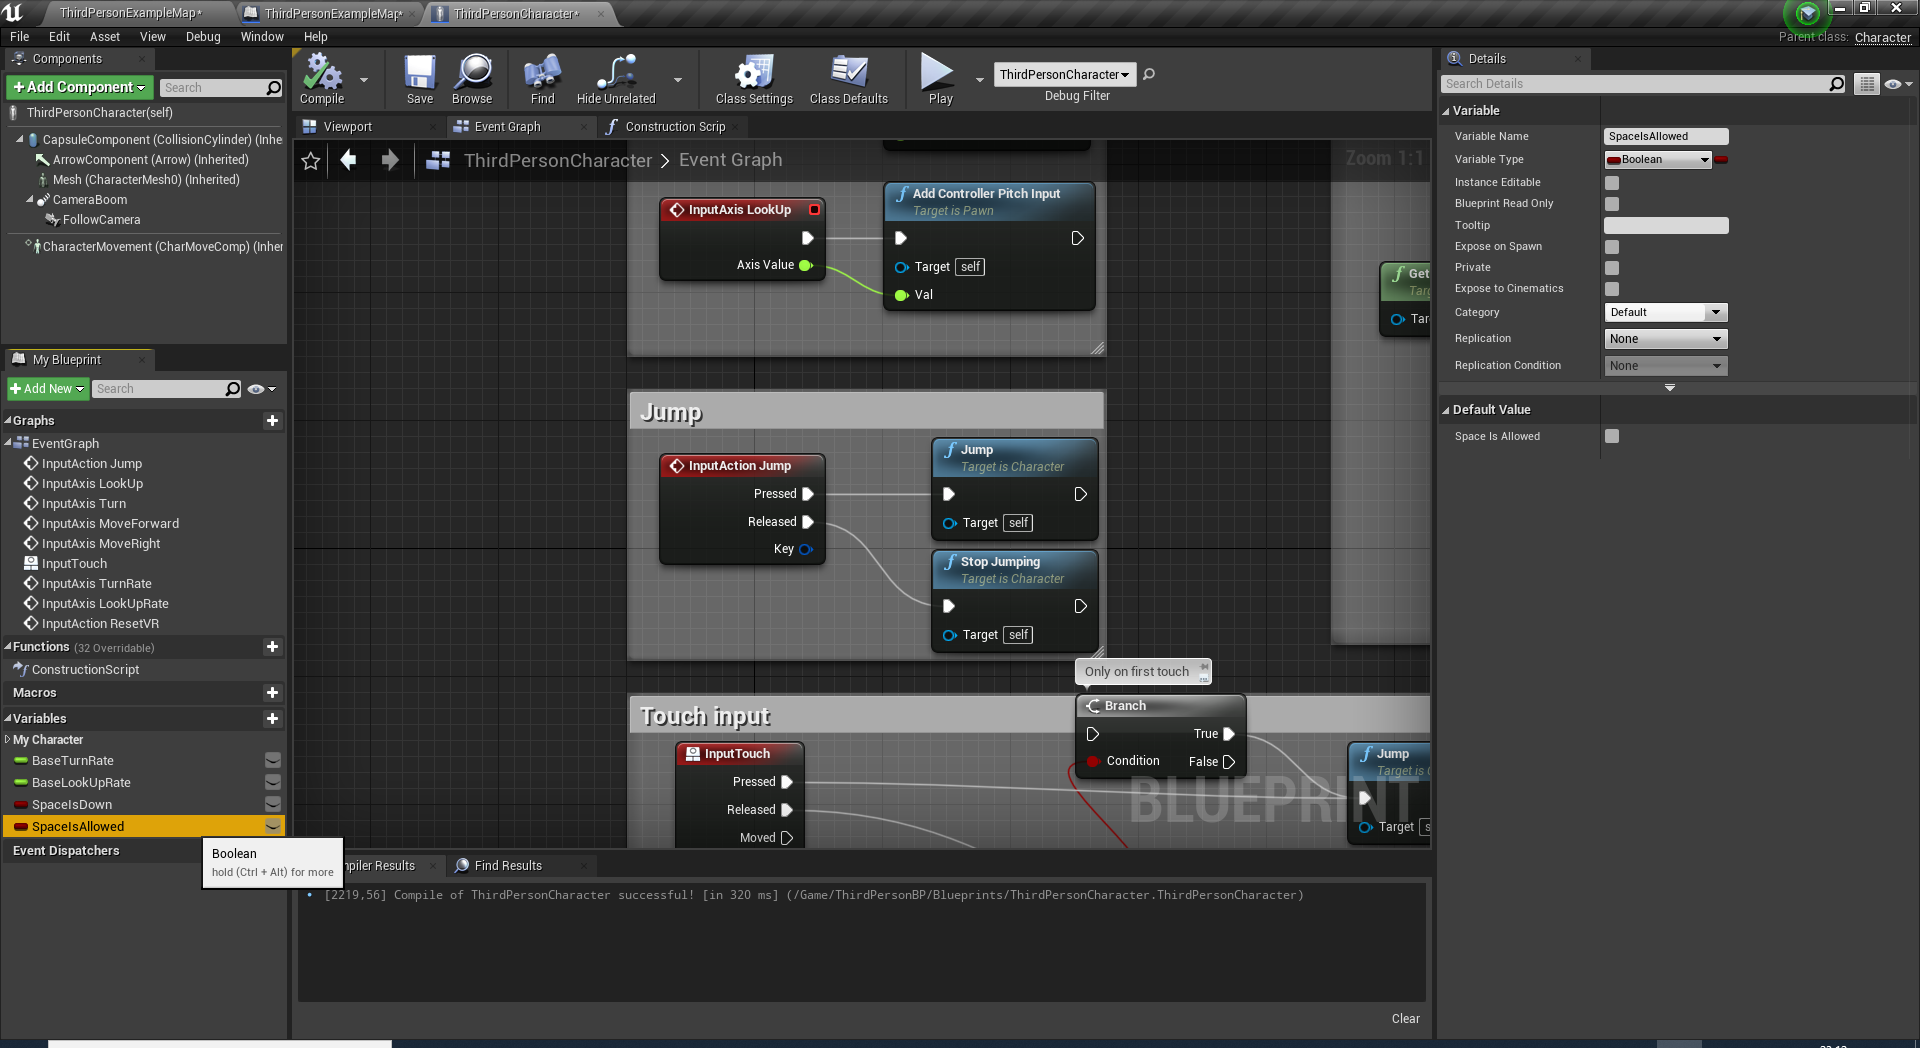 ThirdPersonExampleMap*
ThirdPersonExampleMap*
ThirdPersonCharacter*
File Edit Asset View Debug Window Help
Parent class: Character
Components
+Add Component
Search
ThirdPersonCharacter(self)
CapsuleComponent (CollisionCylinder) (Inhe
ArrowComponent (Arrow) (Inherited)
Mesh (CharacterMesh0) (Inherited)
CameraBoom
FollowCamera
CharacterMovement (CharMoveComp) (Inher
My Blueprint
+Add New
Search
Graphs
EventGraph
InputAction Jump
InputAxis LookUp
InputAxis Turn
InputAxis MoveForward
InputAxis MoveRight
InputTouch
InputAxis TurnRate
InputAxis LookUpRate
InputAction ResetVR
Functions (32 Overridable)
ConstructionScript
Macros
Variables
My Character
BaseTurnRate
BaseLookUpRate
SpaceIsDown
SpaceIsAllowed
Event Dispatchers
Boolean
hold (Ctrl + Alt) for more
Compile
Save
Browse
Find
Hide Unrelated
Class Settings
Class Defaults
Play
ThirdPersonCharacter
Debug Filter
Viewport
Event Graph
Construction Scrip
ThirdPersonCharacter > Event Graph
Zoom 1:1
InputAxis LookUp
Axis Value
Add Controller Pitch Input
Target is Pawn
Target self
Val
Get
Targ
Tar
Jump
InputAction Jump
Pressed
Released
Key
Jump
Target is Character
Target self
Stop Jumping
Target is Character
Target self
Only on first touch
Touch input
InputTouch
Pressed
Released
Moved
Branch
True
Condition
False
Jump
Target is C
Target s
BLUEPRINT
mpiler Results
Find Results
[2219,56] Compile of ThirdPersonCharacter successful! [in 320 ms] (/Game/ThirdPersonBP/Blueprints/ThirdPersonCharacter.ThirdPersonCharacter)
Clear
Details
Search Details
Variable
Variable Name SpaceIsAllowed
Variable Type Boolean
Instance Editable
Blueprint Read Only
Tooltip
Expose on Spawn
Private
Expose to Cinematics
Category Default
Replication None
Replication Condition None
Default Value
Space Is Allowed